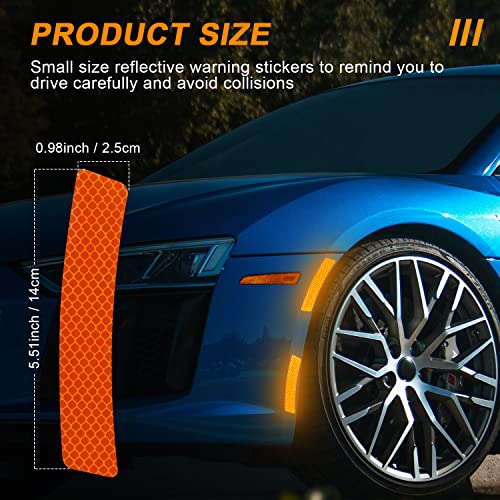 PRODUCT SIZE
Small size reflective warning stickers to remind you to
drive carefully and avoid collisions
0.98inch / 2.5cm
5.51inch / 14cm